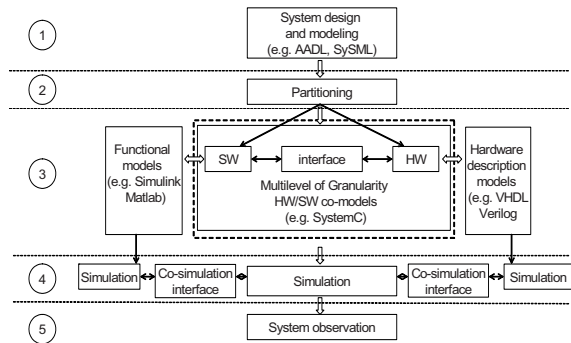 1
System design
and modeling
(e.g. AADL, SySML)
2
Partitioning
3
Functional
models
(e.g. Simulink
Matlab)
SW
interface
HW
Multilevel of Granularity
HW/SW co-models
(e.g. SystemC)
Hardware
description
models
(e.g. VHDL
Verilog
4
Simulation
Co-simulation
interface
Simulation
Co-simulation
interface
Simulation
5
System observation